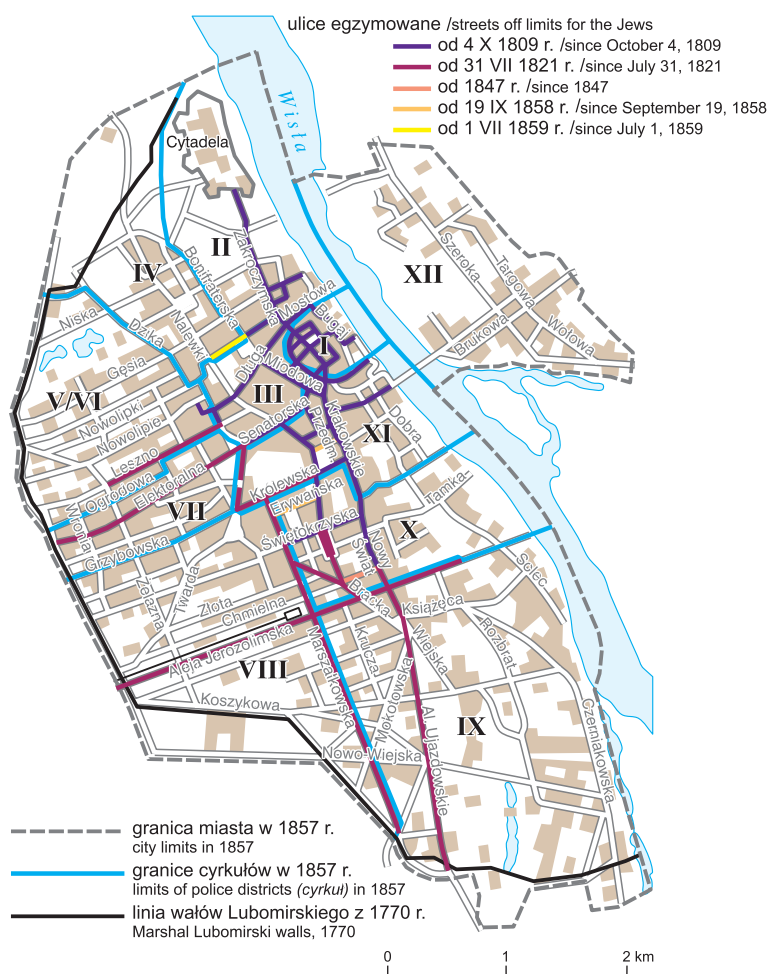 ulice egzymowane /streets off limits for the Jews
od 4 X 1809 r. /since October 4, 1809
od 31 VII 1821 r. /since July 31, 1821
od 1847 r. /since 1847
od 19 IX 1858 r. /since September 19, 1858
od 1 VII 1859 r. /since July 1, 1859
Wisła
Cytadela
II
IV
XII
Zakroczymska
Bonifraterska
Szeroka
Targowa
Wołowa
Brukowa
Mostowa
Bugaj
Niska
Dzika
Nalewki
Gęsia
Długa
Miodowa
I
III
V/VI
Nowolipki
Nowolipie
Senatorska
Przedm.
Krakowskie
XI
Dobra
Leszno
Ogrodowa
Elektoralna
Królewska
Erywańska
Tamka
VII
Wronia
Grzybowska
Świętokrzyska
X
Żelazna
Twarda
Nowy
Świat
Solec
Złota
Chmielna
Bracka
Książęca
Aleja Jerozolimska
Rozbrat
Wiejska
VIII
Marszałkowska
Krucza
Mokotowska
Koszykowa
IX
Nowo-Wiejska
Al. Ujazdowskie
Czerniakowska
granica miasta w 1857 r.
city limits in 1857
granice cyrkułów w 1857 r.
limits of police districts (cyrkuł) in 1857
linia wałów Lubomirskiego z 1770 r.
Marshal Lubomirski walls, 1770
0 1 2 km